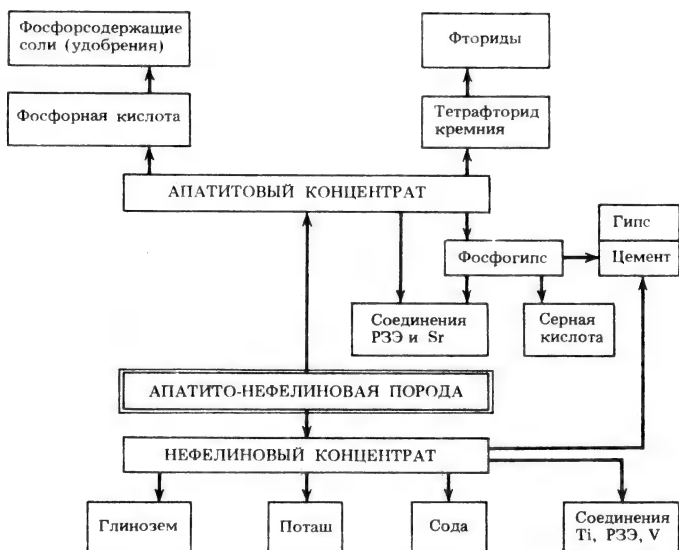 Фосфорсодержащие
соли (удобрения)
Фториды
Фосфорная кислота
Тетрафторид
кремния
АПАТИТОВЫЙ КОНЦЕНТРАТ
Гипс
Фосфогипс
Цемент
Соединения
РЗЭ и Sr
Серная
кислота
АПАТИТО-НЕФЕЛИНОВАЯ ПОРОДА
НЕФЕЛИНОВЫЙ КОНЦЕНТРАТ
Глинозем
Поташ
Сода
Соединения
Ti, РЗЭ, V